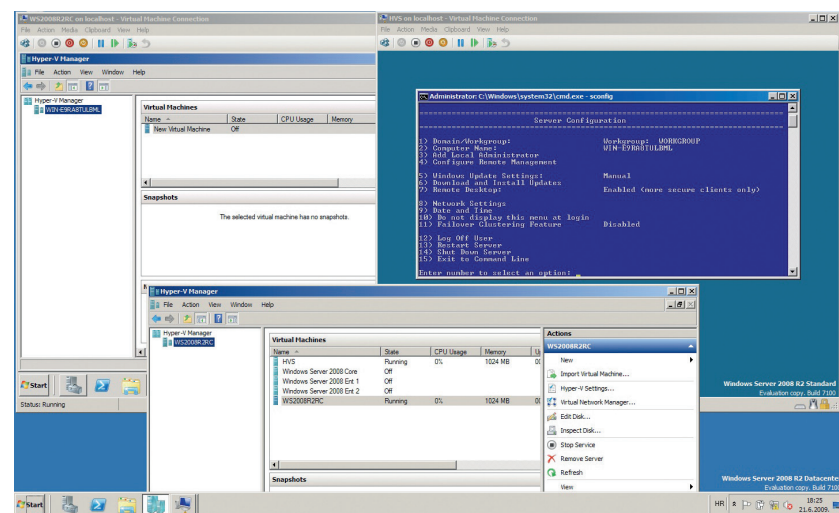 WS2008R2RC on localhost - Virtual Machine Connection
File Action Media Clipboard View Help
Hyper-V Manager
File Action View Window Help
Hyper-V Manager
WIN-E9RA8TULBML
Virtual Machines
Name State CPU Usage Memory
New Virtual Machine Off
Snapshots
The selected virtual machine has no snapshots.
Start
Status: Running
HVS on localhost - Virtual Machine Connection
File Action Media Clipboard View Help
Administrator: C:\Windows\system32\cmd.exe - sconfig
Server Configuration
1) Domain/Workgroup: Workgroup: WORKGROUP
2) Computer Name: WIN-E9RA8TULBML
3) Add Local Administrator
4) Configure Remote Management
5) Windows Update Settings: Manual
6) Download and Install Updates
7) Remote Desktop: Enabled (more secure clients only)
8) Network Settings
9) Date and Time
10) Do not display this menu at login
11) Failover Clustering Feature Disabled
12) Log Off User
13) Restart Server
14) Shut Down Server
15) Exit to Command Line
Enter number to select an option:
Windows Server 2008 R2 Standard
Evaluation copy. Build 7100
Hyper-V Manager
File Action View Window Help
Hyper-V Manager
WS2008R2RC
Virtual Machines
Name State CPU Usage Memory
HVS Running 0% 1024 MB
Windows Server 2008 Core Off
Windows Server 2008 Ent 1 Off
Windows Server 2008 Ent 2 Off
WS2008R2RC Running 0% 1024 MB
Snapshots
Actions
WS2008R2RC
New
Import Virtual Machine...
Hyper-V Settings...
Virtual Network Manager...
Edit Disk...
Inspect Disk...
Stop Service
Remove Server
Refresh
View
Windows Server 2008 R2 Datacente
Evaluation copy. Build 710
Start
HR
18:25
21.6.2009.